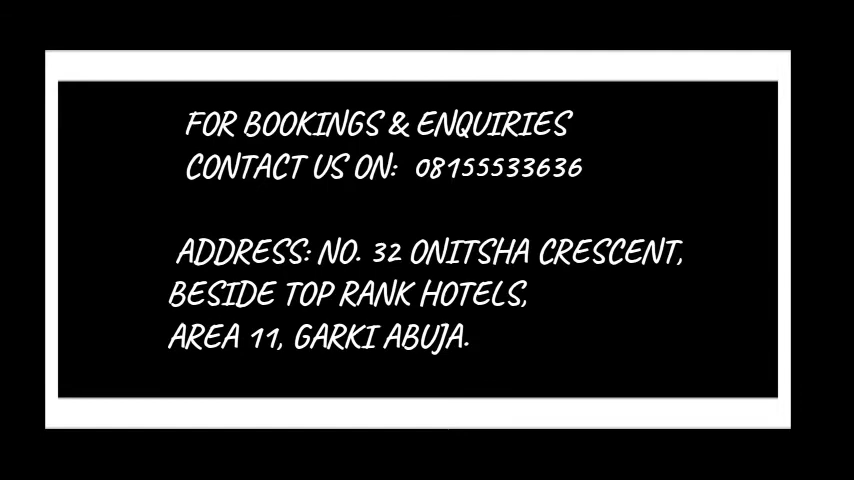 FOR BOOKINGS & ENQUIRIES
CONTACT US ON: 08155533636
ADDRESS: NO. 32 ONITSHA CRESCENT,
BESIDE TOP RANK HOTELS,
AREA 11, GARKI ABUJA.